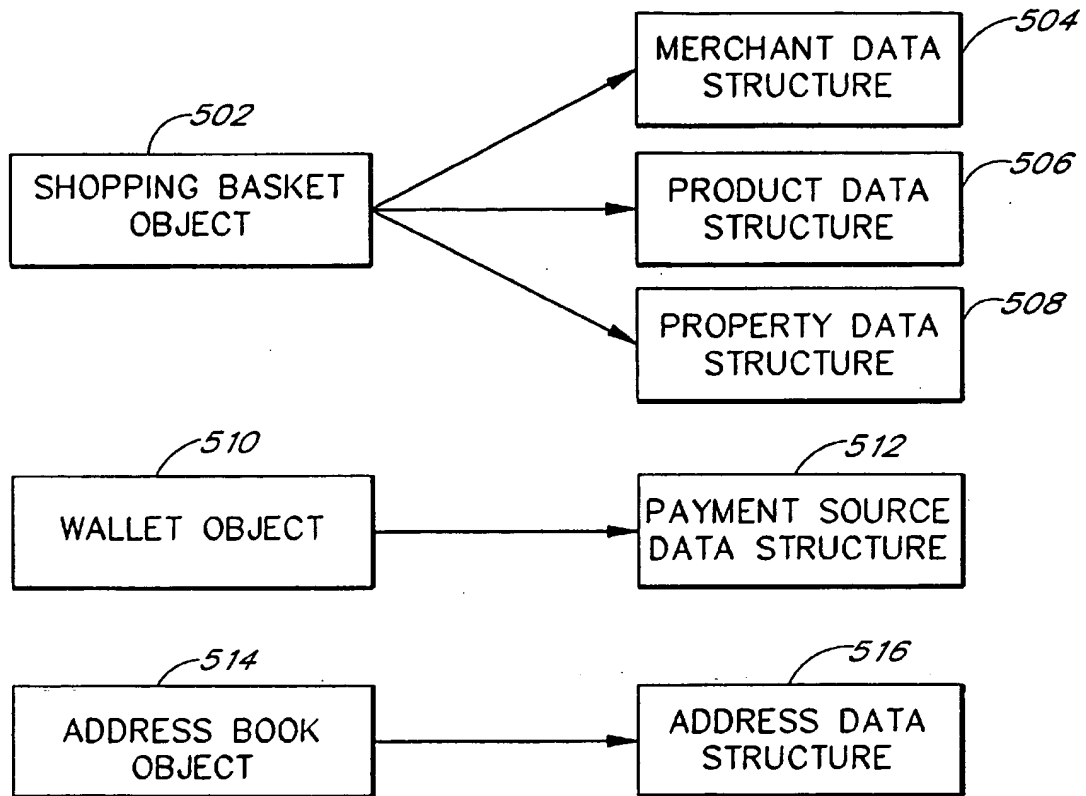 504
MERCHANT DATA
STRUCTURE
502
SHOPPING BASKET
OBJECT
506
PRODUCT DATA
STRUCTURE
508
PROPERTY DATA
STRUCTURE
510
WALLET OBJECT
512
PAYMENT SOURCE
DATA STRUCTURE
514
ADDRESS BOOK
OBJECT
516
ADDRESS DATA
STRUCTURE